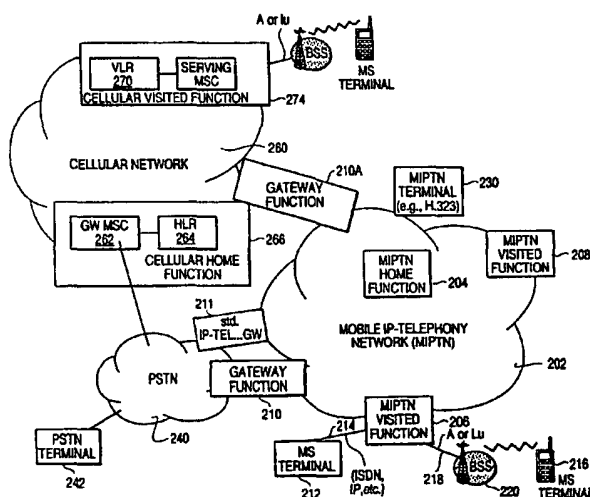 A or Iu
BSS
MS
TERMINAL
VLR
270
SERVING
MSC
CELLULAR VISITED FUNCTION
274
260
CELLULAR NETWORK
210A
GATEWAY
FUNCTION
MIPTN
TERMINAL
(e.g., H.323)
230
GW MSC
262
HLR
264
CELLULAR HOME
FUNCTION
266
MIPTN
HOME
FUNCTION
204
MIPTN
VISITED
FUNCTION
208
211
std.
IP-TEL...GW
MOBILE IP-TELEPHONY
NETWORK (MIPTN)
202
PSTN
240
GATEWAY
FUNCTION
210
PSTN
TERMINAL
242
214
MIPTN
VISITED
FUNCTION
206
MS
TERMINAL
212
(ISDN,
IP, etc.)
A or Lu
218
BSS
220
216
MS
TERMINAL